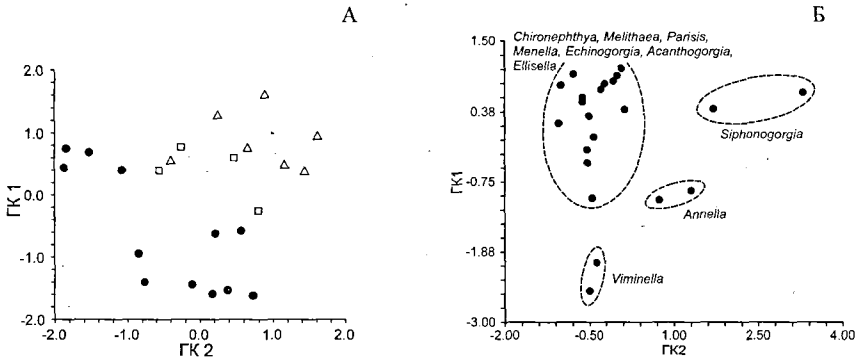 А
2.0
1.0
0.0
-1.0
-2.0
ГК 1
-2.0 -1.0 0.0 1.0 2.0
ГК 2
Б
Chironephthya, Melithaea, Parisis,
Menella, Echinogorgia, Acanthogorgia,
Ellisella
1.50
0.38
-0.75
-1.88
-3.00
ГК1
Siphonogorgia
Annella
Viminella
-2.00 -0.50 1.00 2.50 4.00
ГК2